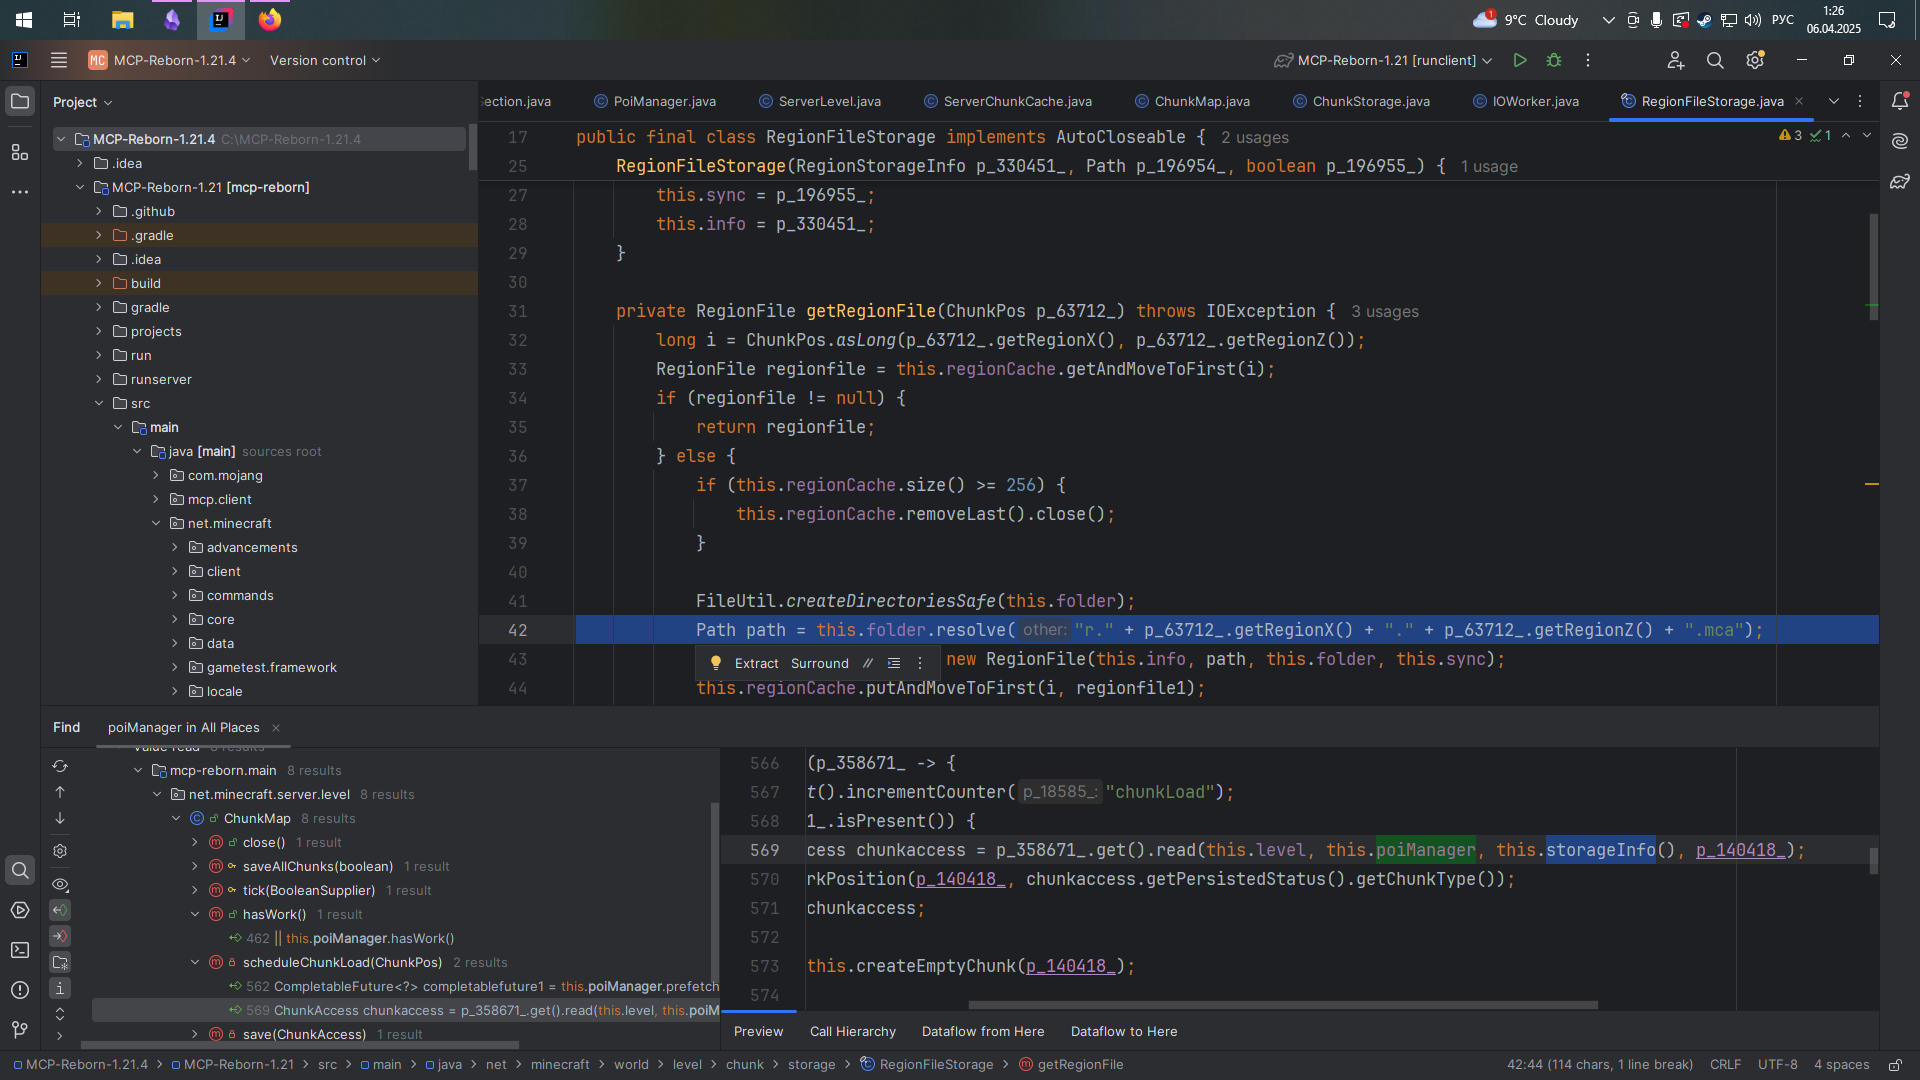 9°C Cloudy
РУС
1:26
06.04.2025
MC MCP-Reborn-1.21.4
Version control
MCP-Reborn-1.21 [runclient]
Project
Section.java
PoiManager.java
ServerLevel.java
ServerChunkCache.java
ChunkMap.java
ChunkStorage.java
IOWorker.java
RegionFileStorage.java
MCP-Reborn-1.21.4 C:\MCP-Reborn-1.21.4
.idea
MCP-Reborn-1.21 [mcp-reborn]
.github
.gradle
.idea
build
gradle
projects
run
runserver
src
main
java [main] sources root
com.mojang
mcp.client
net.minecraft
advancements
client
commands
core
data
gametest.framework
locale
3 1
17 public final class RegionFileStorage implements AutoCloseable { 2 usages
25 RegionFileStorage(RegionStorageInfo p_330451_, Path p_196954_, boolean p_196955_) { 1 usage
27 this.sync = p_196955_;
28 this.info = p_330451_;
29 }
30
31 private RegionFile getRegionFile(ChunkPos p_63712_) throws IOException { 3 usages
32 long i = ChunkPos.asLong(p_63712_.getRegionX(), p_63712_.getRegionZ());
33 RegionFile regionfile = this.regionCache.getAndMoveToFirst(i);
34 if (regionfile != null) {
35 return regionfile;
36 } else {
37 if (this.regionCache.size() >= 256) {
38 this.regionCache.removeLast().close();
39 }
40
41 FileUtil.createDirectoriesSafe(this.folder);
42 Path path = this.folder.resolve( other: "r." + p_63712_.getRegionX() + "." + p_63712_.getRegionZ() + ".mca");
43 new RegionFile(this.info, path, this.folder, this.sync);
Extract Surround //
44 this.regionCache.putAndMoveToFirst(i, regionfile1);
Find
poiManager in All Places
Value read 8 results
mcp-reborn.main 8 results
net.minecraft.server.level 8 results
ChunkMap 8 results
close() 1 result
saveAllChunks(boolean) 1 result
tick(BooleanSupplier) 1 result
hasWork() 1 result
462 || this.poiManager.hasWork()
scheduleChunkLoad(ChunkPos) 2 results
562 CompletableFuture<?> completablefuture1 = this.poiManager.prefetch
569 ChunkAccess chunkaccess = p_358671_.get().read(this.level, this.poiM
save(ChunkAccess) 1 result
566 (p_358671_ -> {
567 t().incrementCounter( p_18585_: "chunkLoad");
568 1_.isPresent()) {
569 cess chunkaccess = p_358671_.get().read(this.level, this.poiManager, this.storageInfo(), p_140418_);
570 rkPosition(p_140418_, chunkaccess.getPersistedStatus().getChunkType());
571 chunkaccess;
572
573 this.createEmptyChunk(p_140418_);
574
Preview
Call Hierarchy
Dataflow from Here
Dataflow to Here
MCP-Reborn-1.21.4 > MCP-Reborn-1.21 > src > main > java > net > minecraft > world > level > chunk > storage > RegionFileStorage > getRegionFile
42:44 (114 chars, 1 line break)
CRLF
UTF-8
4 spaces